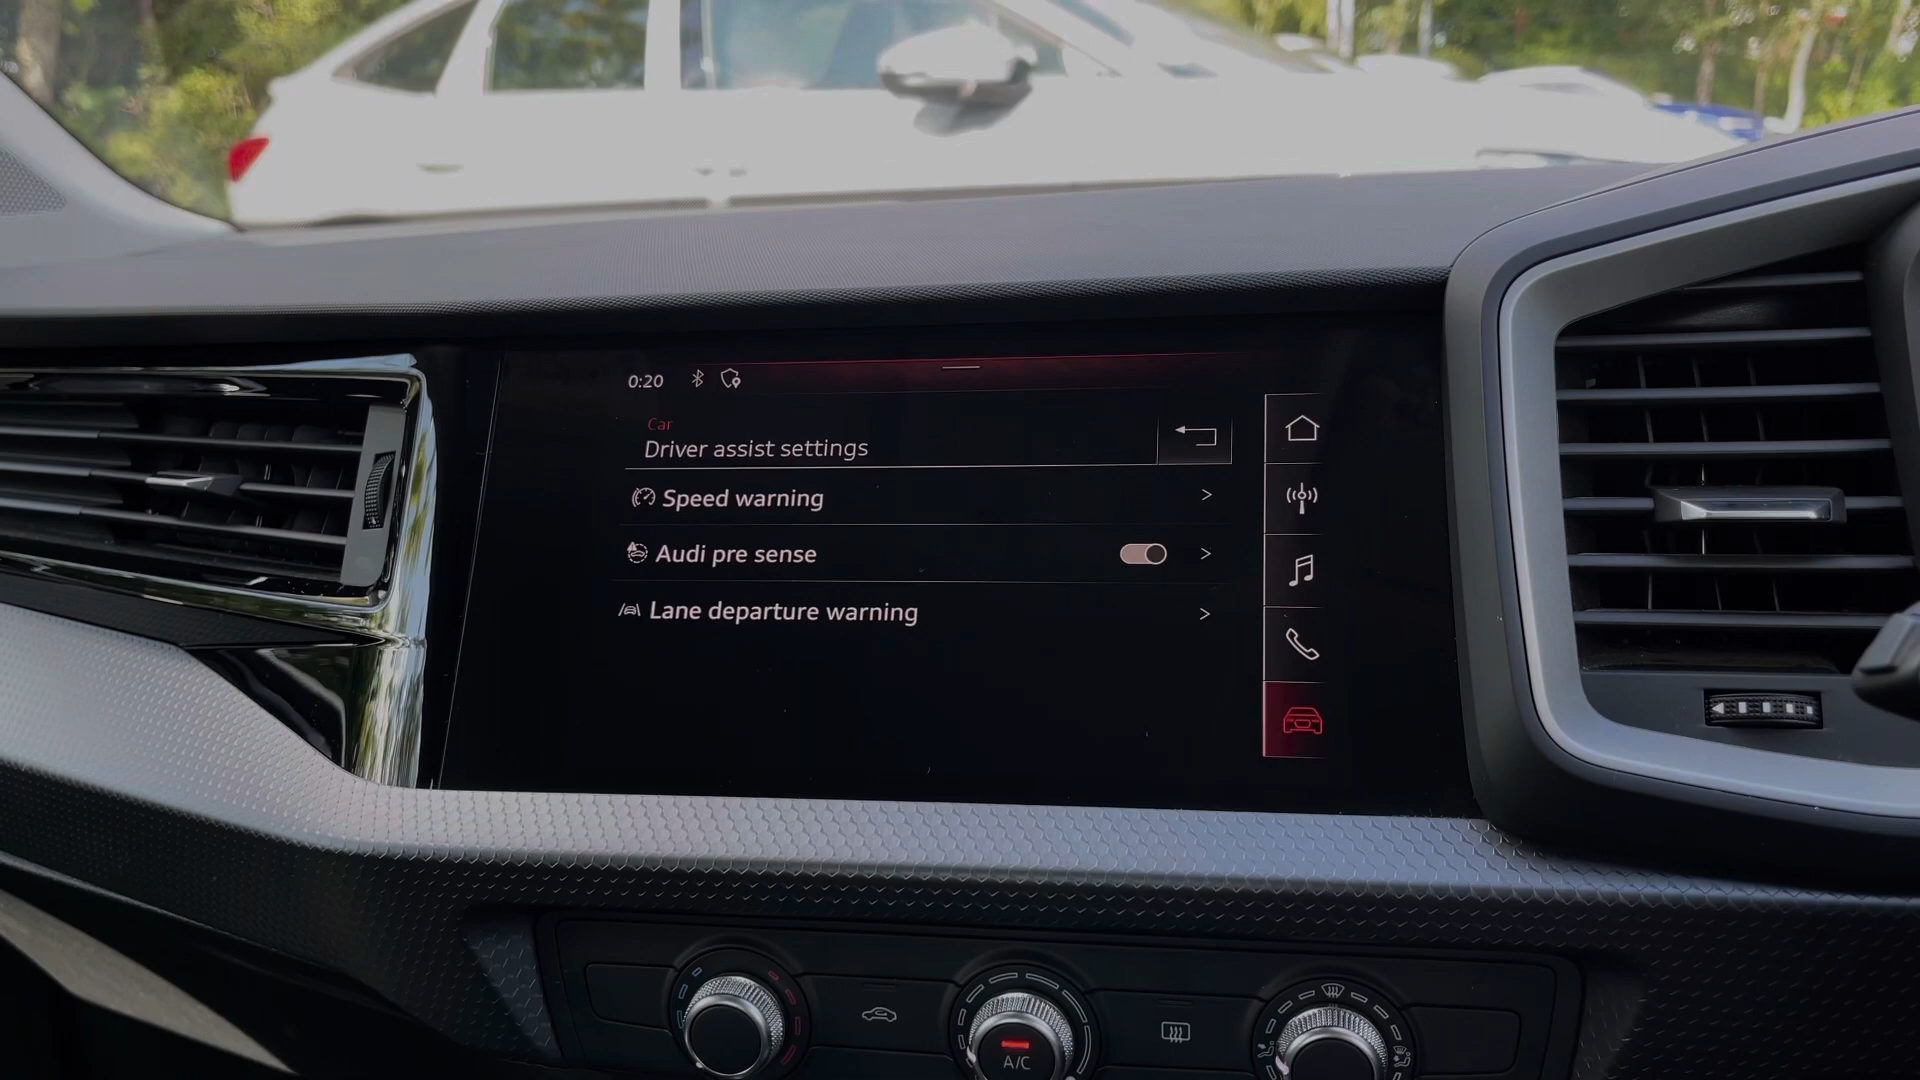 0:20
Car
Driver assist settings
Speed warning
Audi pre sense
Lane departure warning
A/C